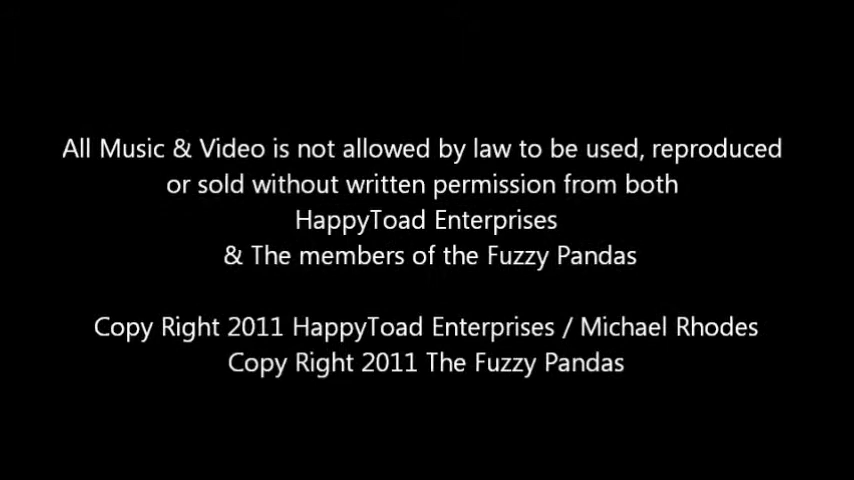 All Music & Video is not allowed by law to be used, reproduced
or sold without written permission from both
HappyToad Enterprises
& The members of the Fuzzy Pandas
Copy Right 2011 HappyToad Enterprises / Michael Rhodes
Copy Right 2011 The Fuzzy Pandas